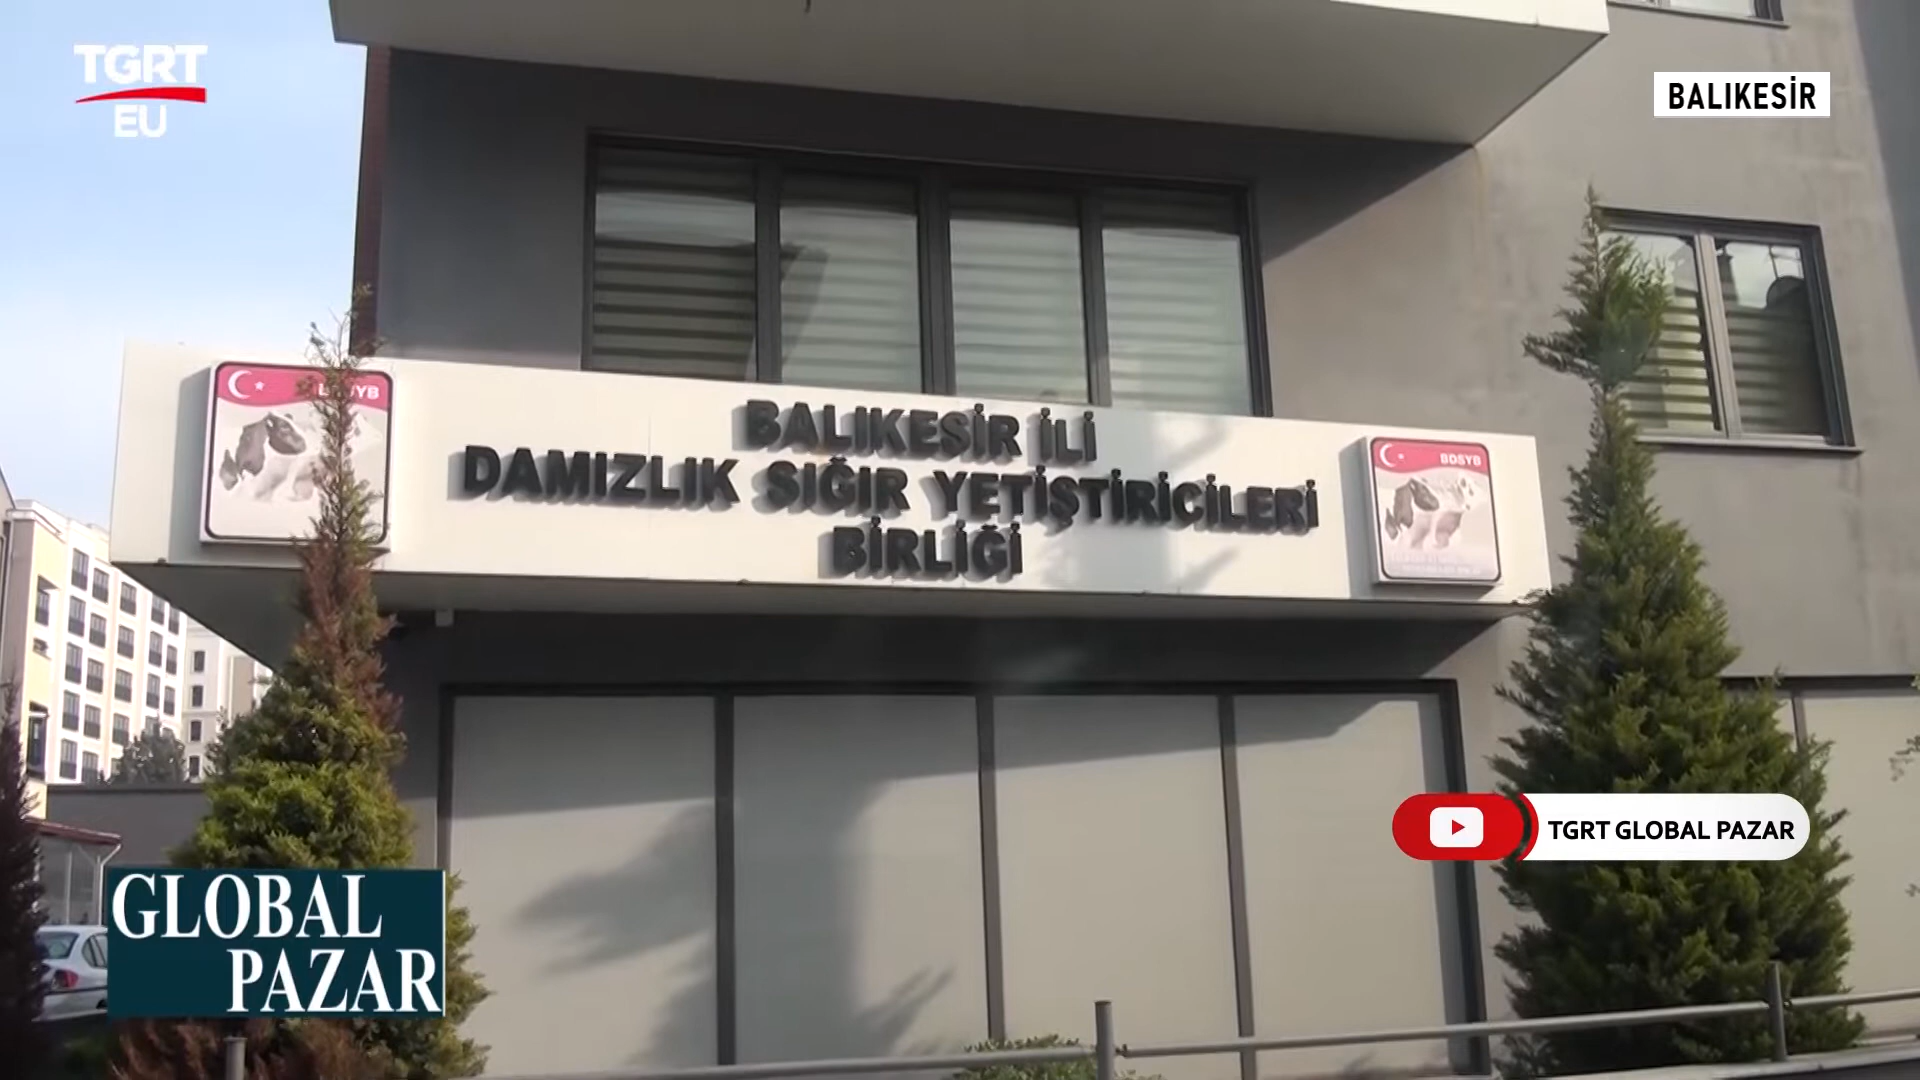 TGRT
EU
BALIKESİR
BDSYB
BALIKESİR İLİ
DAMIZLIK SIĞIR YETİŞTİRİCİLERİ
BİRLİĞİ
TGRT GLOBAL PAZAR
GLOBAL
PAZAR